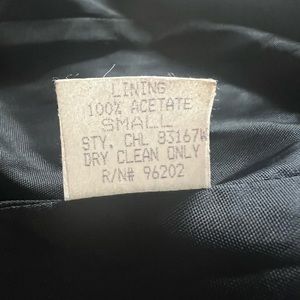 LINING
100% ACETATE
SMALL
STY. CHL 83167W
DRY CLEAN ONLY
R/N# 96202